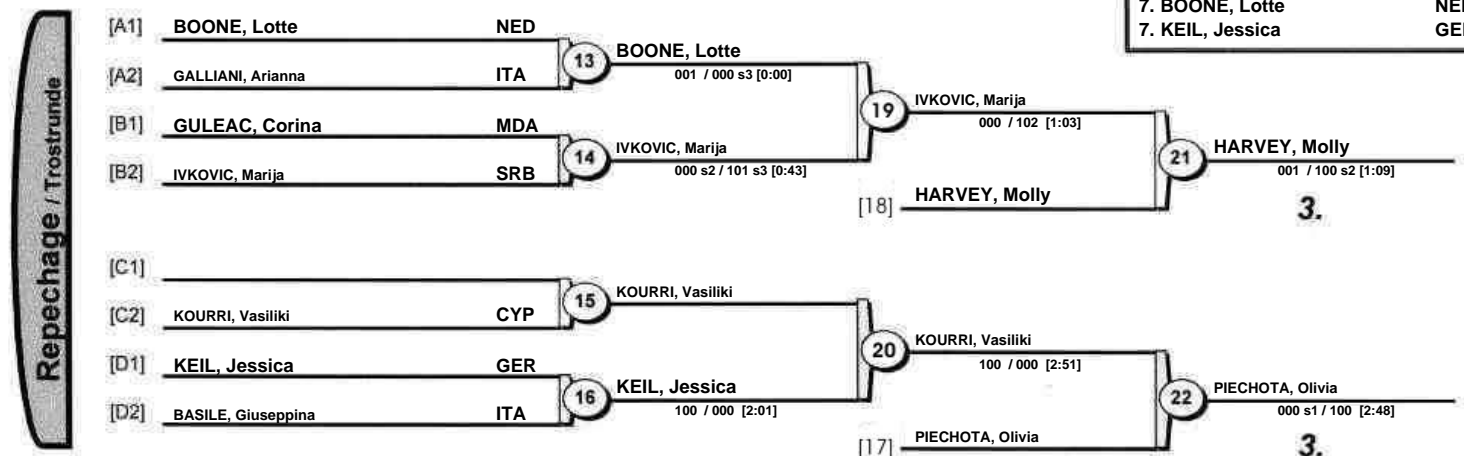 7. BOONE, Lotte NE
7. KEIL, Jessica GE
Repechage / Trostrunde
[A1] BOONE, Lotte NED
[A2] GALLIANI, Arianna ITA
13 BOONE, Lotte
001 / 000 s3 [0:00]
[B1] GULEAC, Corina MDA
[B2] IVKOVIC, Marija SRB
14 IVKOVIC, Marija
000 s2 / 101 s3 [0:43]
19 IVKOVIC, Marija
000 / 102 [1:03]
[18] HARVEY, Molly
21 HARVEY, Molly
001 / 100 s2 [1:09]
3.
[C1]
[C2] KOURRI, Vasiliki CYP
15 KOURRI, Vasiliki
[D1] KEIL, Jessica GER
[D2] BASILE, Giuseppina ITA
16 KEIL, Jessica
100 / 000 [2:01]
20 KOURRI, Vasiliki
100 / 000 [2:51]
[17] PIECHOTA, Olivia
22 PIECHOTA, Olivia
000 s1 / 100 [2:48]
3.